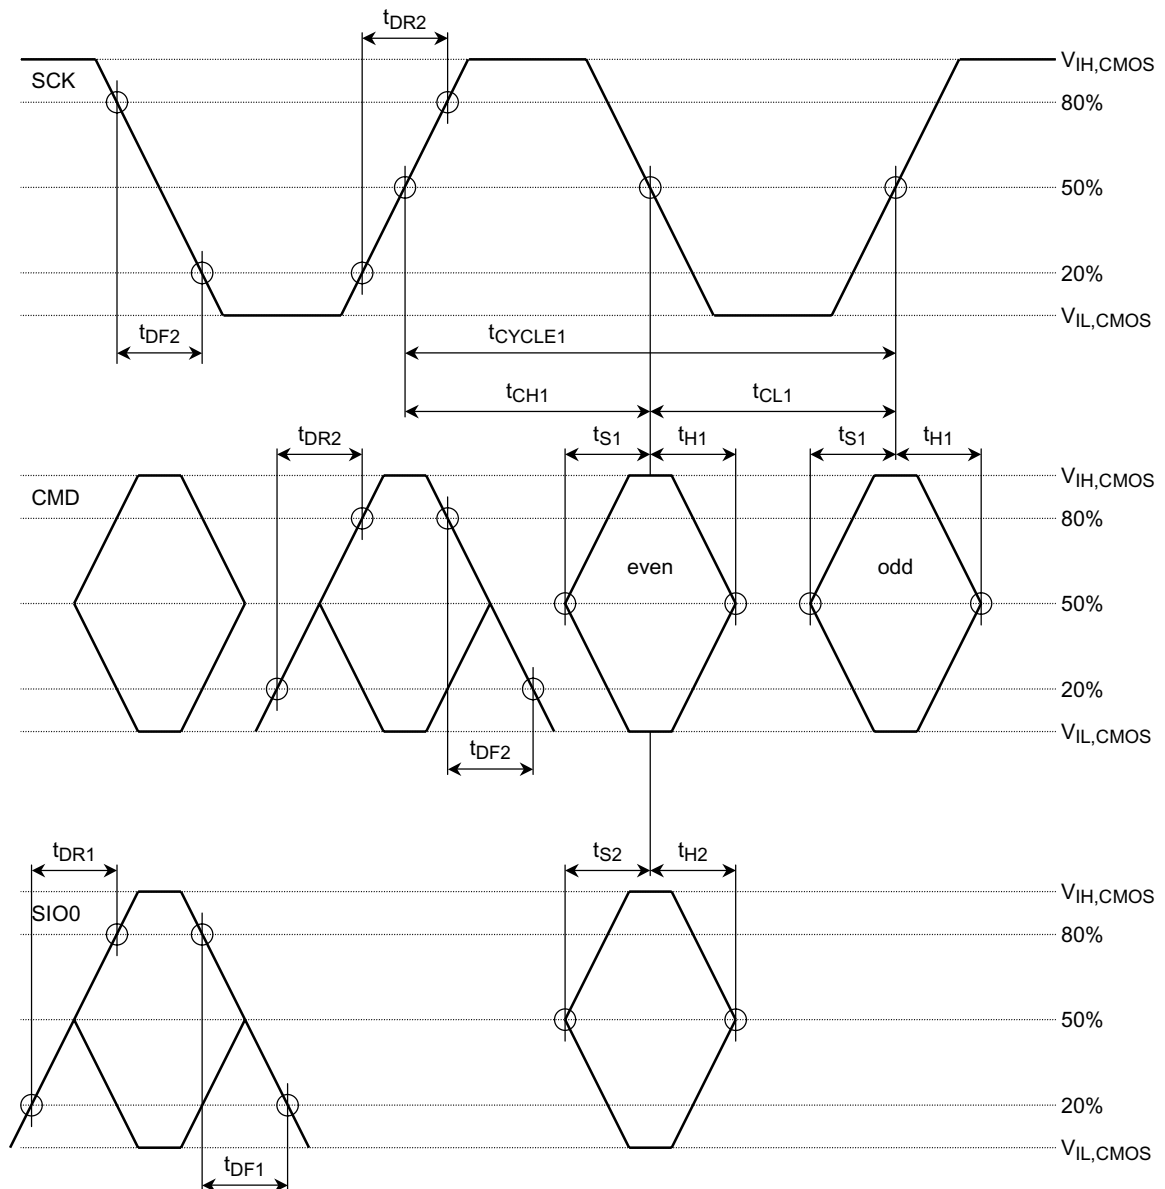 tDR2
VIH,CMOS
SCK
80%
50%
20%
VIL,CMOS
tDF2
tCYCLE1
tCH1
tCL1
tDR2
tS1
tH1
tS1
tH1
VIH,CMOS
CMD
80%
even
odd
50%
20%
VIL,CMOS
tDF2
tDR1
tS2
tH2
VIH,CMOS
SIO0
80%
50%
20%
VIL,CMOS
tDF1